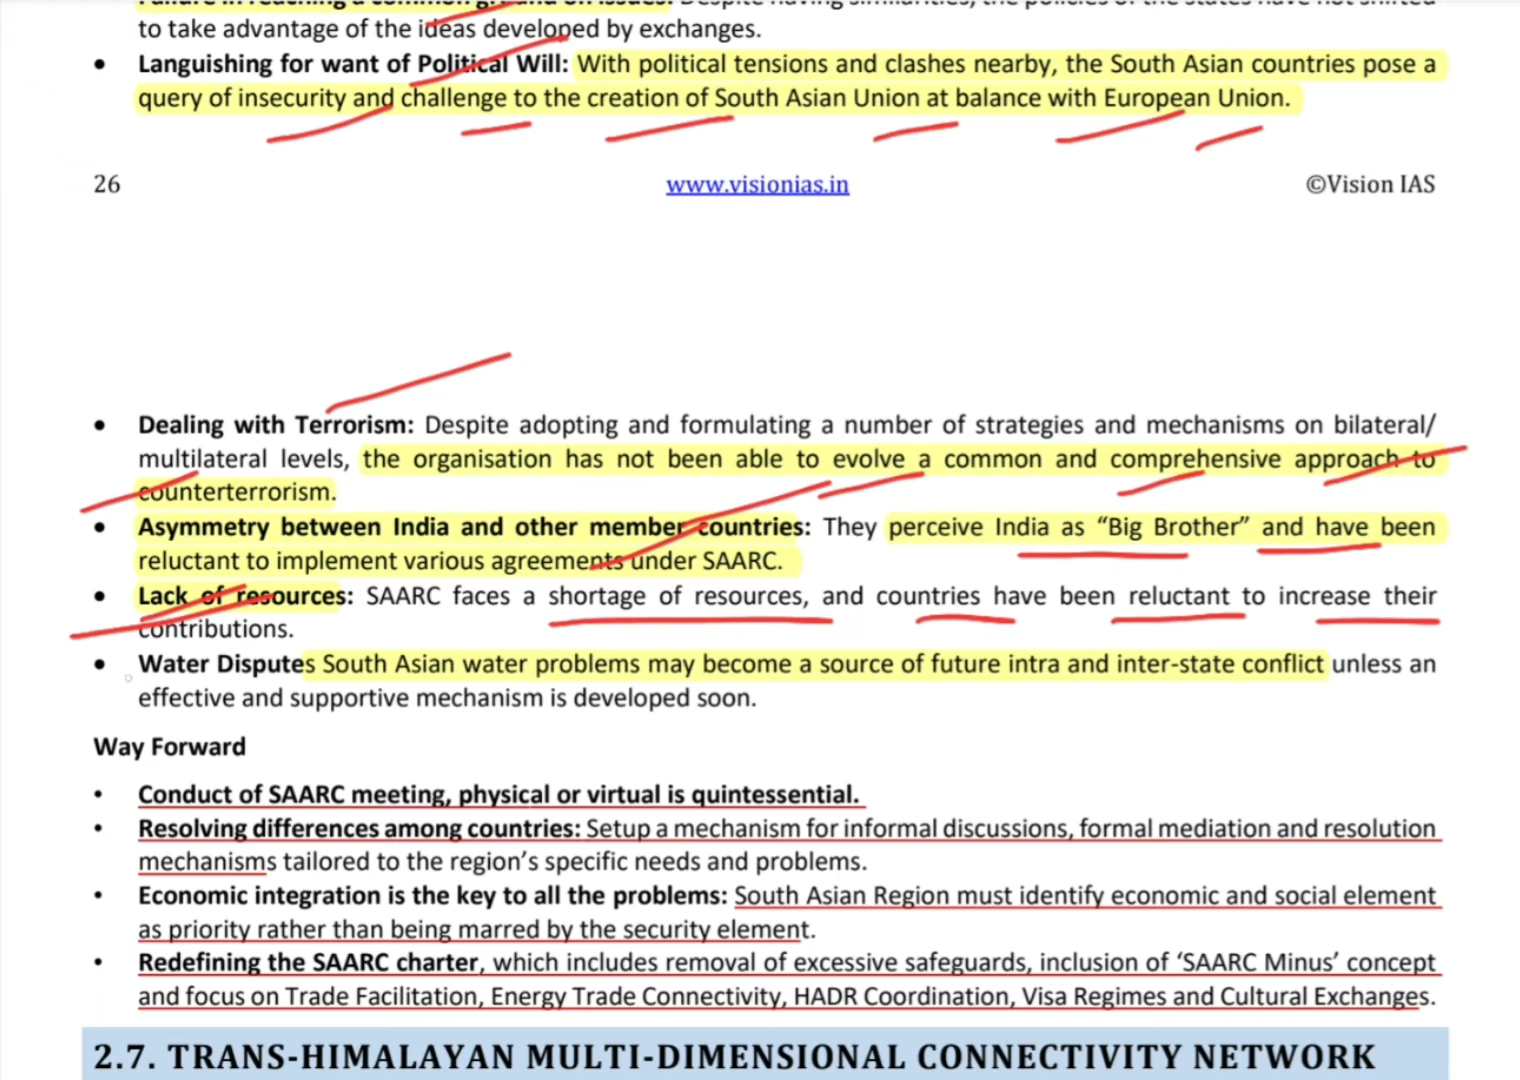 to take advantage of the ideas developed by exchanges.
• Languishing for want of Political Will: With political tensions and clashes nearby, the South Asian countries pose a
query of insecurity and challenge to the creation of South Asian Union at balance with European Union.
26 www.visionias.in ©Vision IAS
• Dealing with Terrorism: Despite adopting and formulating a number of strategies and mechanisms on bilateral/
multilateral levels, the organisation has not been able to evolve a common and comprehensive approach to
counterterrorism.
• Asymmetry between India and other member countries: They perceive India as “Big Brother” and have been
reluctant to implement various agreements under SAARC.
• Lack of resources: SAARC faces a shortage of resources, and countries have been reluctant to increase their
contributions.
• Water Disputes South Asian water problems may become a source of future intra and inter-state conflict unless an
effective and supportive mechanism is developed soon.
Way Forward
• Conduct of SAARC meeting, physical or virtual is quintessential.
• Resolving differences among countries: Setup a mechanism for informal discussions, formal mediation and resolution
mechanisms tailored to the region’s specific needs and problems.
• Economic integration is the key to all the problems: South Asian Region must identify economic and social element
as priority rather than being marred by the security element.
• Redefining the SAARC charter, which includes removal of excessive safeguards, inclusion of ‘SAARC Minus’ concept
and focus on Trade Facilitation, Energy Trade Connectivity, HADR Coordination, Visa Regimes and Cultural Exchanges.
2.7. TRANS-HIMALAYAN MULTI-DIMENSIONAL CONNECTIVITY NETWORK